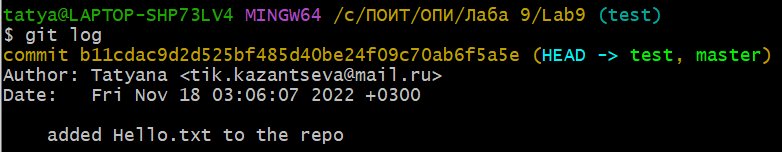 tatya@LAPTOP-SHP73LV4 MINGW64 /c/ПОИТ/ОПИ/Лаба 9/Lab9 (test)
$ git log
commit b11cdac9d2d525bf485d40be24f09c70ab6f5a5e (HEAD -> test, master)
Author: Tatyana <tik.kazantseva@mail.ru>
Date:   Fri Nov 18 03:06:07 2022 +0300
    added Hello.txt to the repo